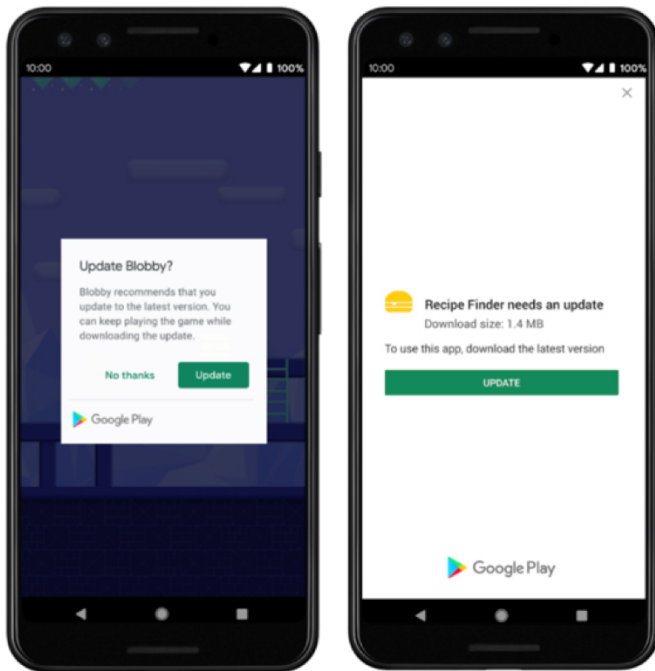 10:00
100%
Update Blobby?
Blobby recommends that you
update to the latest version. You
can keep playing the game while
downloading the update.
No thanks
Update
Google Play
10:00
100%
Recipe Finder needs an update
Download size: 1.4 MB
To use this app, download the latest version
UPDATE
Google Play